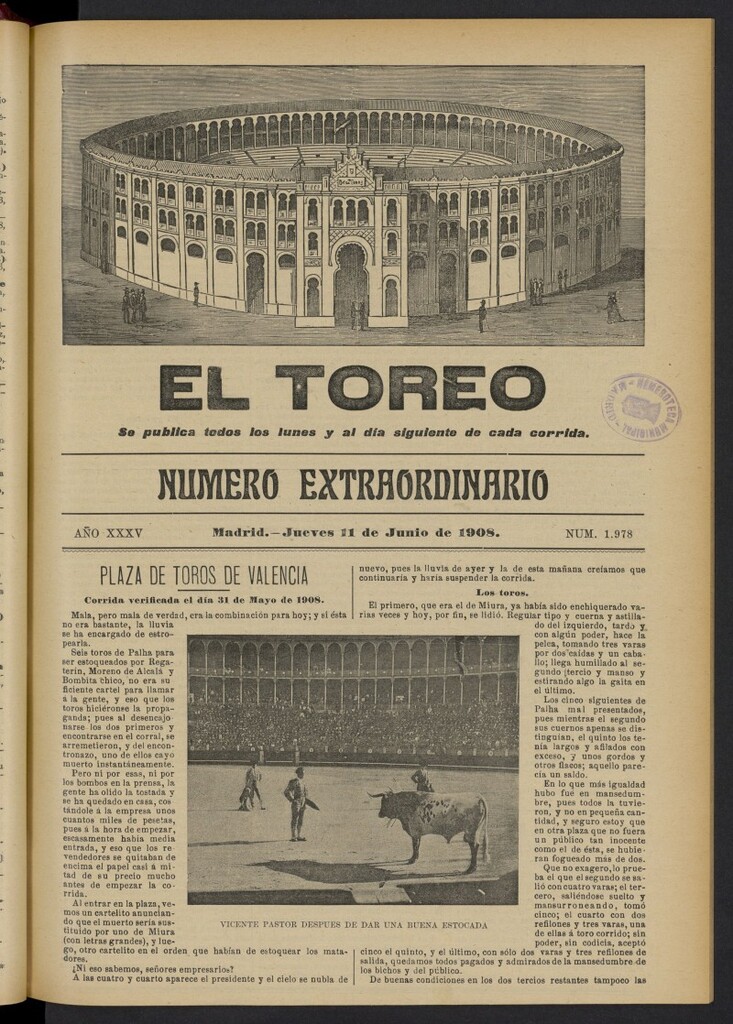 EL TOREO
Se publica todos los lunes y al día siguiente de cada corrida.
HEMEROTECA MUNICIPAL - MADRID
NUMERO EXTRAORDINARIO
AÑO XXXV
Madrid.—Jueves 11 de Junio de 1908.
NUM. 1.978
PLAZA DE TOROS DE VALENCIA
Corrida verificada el día 31 de Mayo de 1908.
Mala, pero mala de verdad, era la combinación para hoy; y si ésta
no era bastante, la lluvia
se ha encargado de estro-
pearla.
Seis toros de Palha para
ser estoqueados por Rega-
terín, Moreno de Alcalá y
Bombita chico, no era su
ficiente cartel para llamar
á la gente, y eso que los
toros hiciéronse la propa-
ganda; pues al desencajo-
narse los dos primeros y
encontrarse en el corral, se
arremetieron, y del encon-
tronazo, uno de ellos cayó
muerto instantáneamente.
Pero ni por esas, ni por
los bombos en la prensa, la
gente ha olido la tostada y
se ha quedado en casa, cos
tándole á la empresa unos
cuantos miles de pesetas,
pues á la hora de empezar,
escasamente había media
entrada, y eso que los re-
vendedores se quitaban de
encima el papel casi á mi-
tad de su precio mucho
antes de empezar la co-
rrida.
Al entrar en la plaza, ve-
mos un cartelito anuncian-
do que el muerto sería sus-
tituído por uno de Miura
(con letras grandes), y lue-
go, otro cartelito en el orden que habían de estoquear los mata-
dores.
¿Ni eso sabemos, señores empresarios?
A las cuatro y cuarto aparece el presidente y el cielo se nubla de
nuevo, pues la lluvia de ayer y la de esta mañana creíamos que
continuaría y haría suspender la corrida.
Los toros.
El primero, que era el de Miura, ya había sido enchiquerado va-
rias veces y hoy, por fin, se lidió. Regular tipo y cuerna y astilla-
do del izquierdo, tardo y
con algún poder, hace la
pelea, tomando tres varas
por dos caídas y un caba-
llo; llega humillado al se-
gundo tercio y manso y
estirando algo la gaita en
el último.
Los cinco siguientes de
Palha mal presentados,
pues mientras el segundo
sus cuernos apenas se dis-
tinguían, el quinto los te-
nía largos y afilados con
exceso, y unos gordos y
otros flacos; aquello pare-
cía un saldo.
En lo que más igualdad
hubo fué en mansedum-
bre, pues todos la tuvie-
ron, y no en pequeña can-
tidad, y seguro estoy que
en otra plaza que no fuera
un público tan inocente
como el de ésta, se hubie-
ran fogueado más de dos.
Que no exagero, lo prue-
ba el que el segundo se sa-
lió con cuatro varas; el ter-
cero, saliéndose suelto y
mansurroneando, tomó
cinco; el cuarto con dos
refilones y tres varas, una
de ellas á toro corrido; sin
poder, sin codicia, aceptó
cinco el quinto, y el último, con sólo dos varas y tres refilones de
salida, quedamos todos pagados y admirados de la mansedumbre de
los bichos y del público.
De buenas condiciones en los dos tercios restantes tampoco las
VICENTE PASTOR DESPUES DE DAR UNA BUENA ESTOCADA